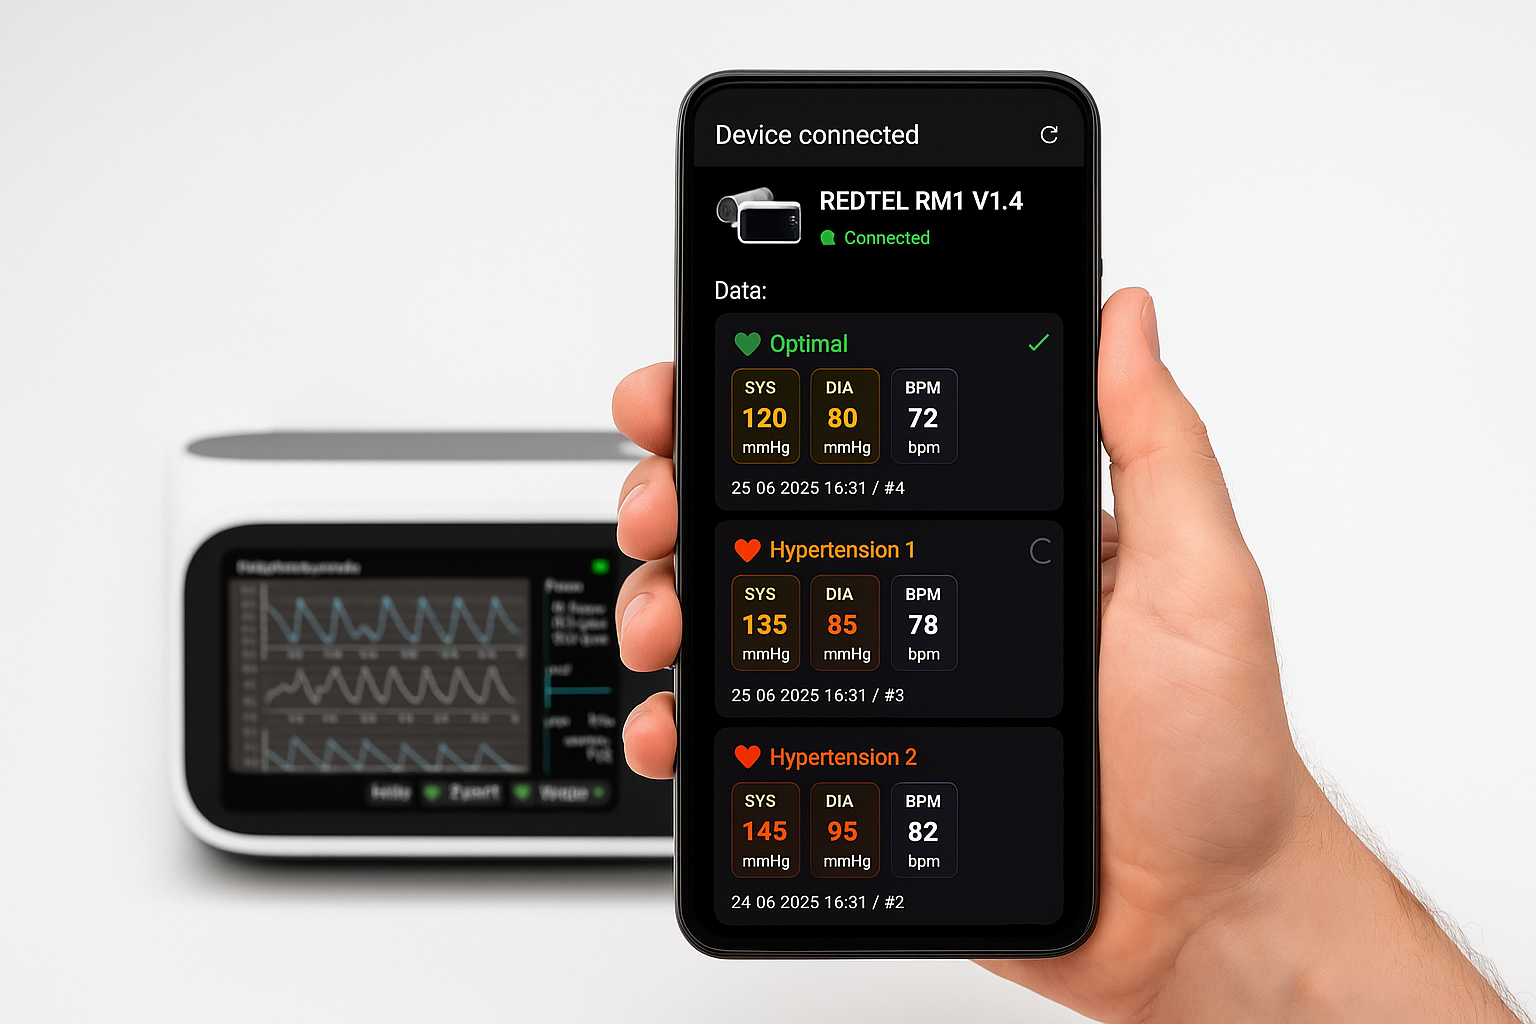 Device connected
REDTEL RM1 V1.4
Connected
Data:
Optimal
SYS DIA BPM
120 80 72
mmHg mmHg bpm
25 06 2025 16:31 / #4
Hypertension 1
SYS DIA BPM
135 85 78
mmHg mmHg bpm
25 06 2025 16:31 / #3
Hypertension 2
SYS DIA BPM
145 95 82
mmHg mmHg bpm
24 06 2025 16:31 / #2